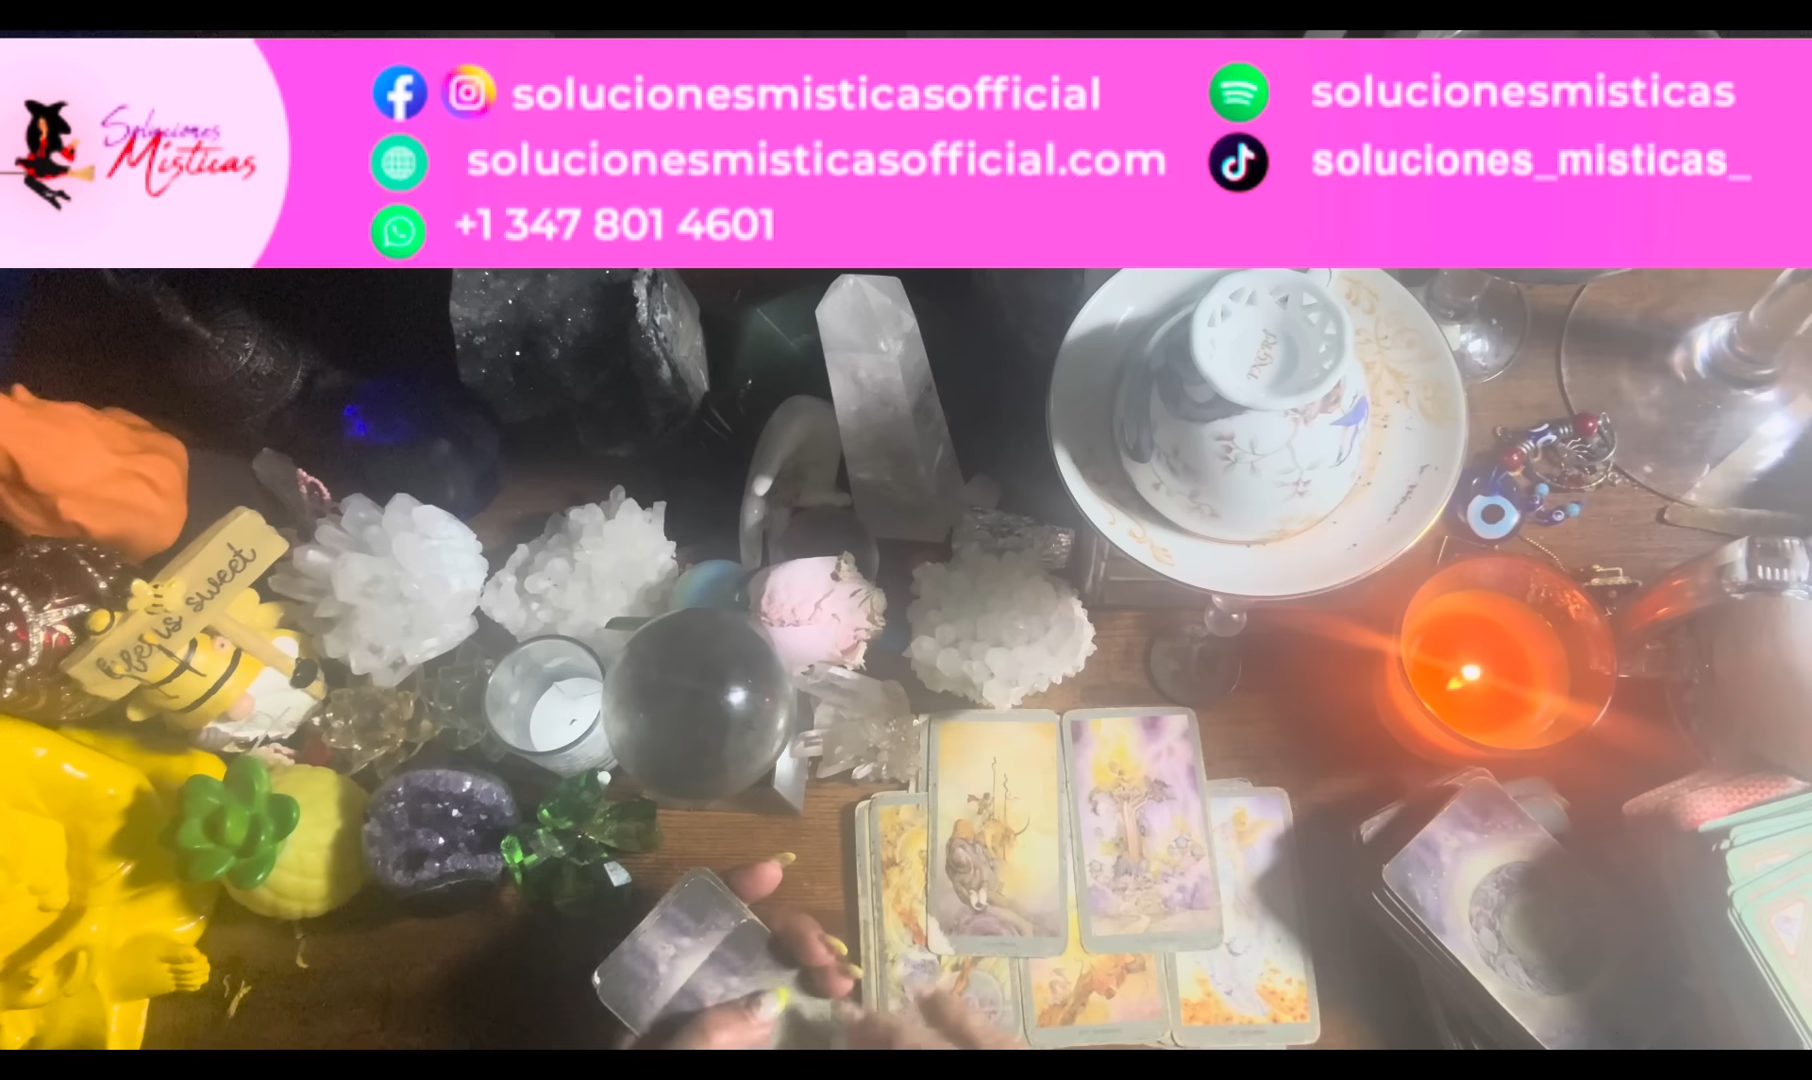 Soluciones
Misticas
solucionesmisticasofficial
solucionesmisticasofficial.com
+1 347 801 4601
solucionesmisticas
soluciones_misticas_
Life is sweet